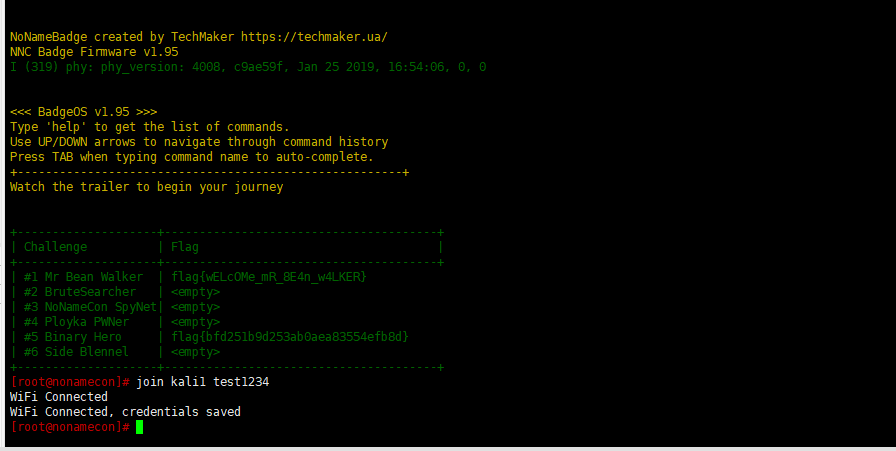 NoNameBadge created by TechMaker https://techmaker.ua/
NNC Badge Firmware v1.95
I (319) phy: phy_version: 4008, c9ae59f, Jan 25 2019, 16:54:06, 0, 0
<<< BadgeOS v1.95 >>>
Type 'help' to get the list of commands.
Use UP/DOWN arrows to navigate through command history
Press TAB when typing command name to auto-complete.
+-------------------------------------------------------+
Watch the trailer to begin your journey
+--------------------+---------------------------------------+
| Challenge | Flag |
+--------------------+---------------------------------------+
| #1 Mr Bean Walker | flag{wELcOMe_mR_8E4n_w4LKER}
| #2 BruteSearcher | <empty>
| #3 NoNameCon SpyNet| <empty>
| #4 Ployka PWNer | <empty>
| #5 Binary Hero | flag{bfd251b9d253ab0aea83554efb8d}
| #6 Side Blennel | <empty>
+--------------------+---------------------------------------+
[root@nonamecon]# join kali1 test1234
WiFi Connected
WiFi Connected, credentials saved
[root@nonamecon]#